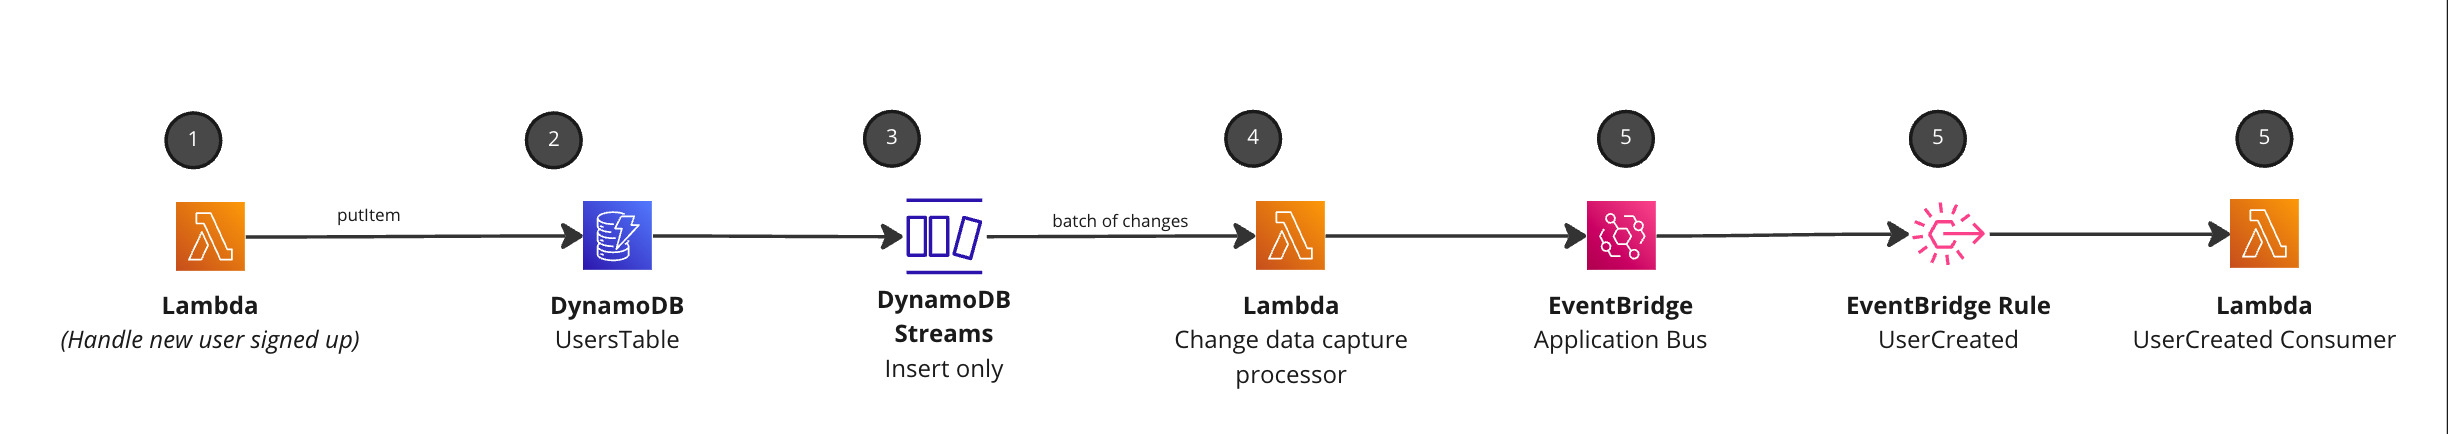 1
2
3
4
5
5
5
putItem
batch of changes
Lambda
(Handle new user signed up)
DynamoDB
UsersTable
DynamoDB
Streams
Insert only
Lambda
Change data capture
processor
EventBridge
Application Bus
EventBridge Rule
UserCreated
Lambda
UserCreated Consumer